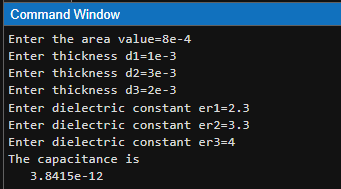 Command Window
Enter the area value=8e-4
Enter thickness d1=1e-3
Enter thickness d2=3e-3
Enter thickness d3=2e-3
Enter dielectric constant er1=2.3
Enter dielectric constant er2=3.3
Enter dielectric constant er3=4
The capacitance is
3.8415e-12